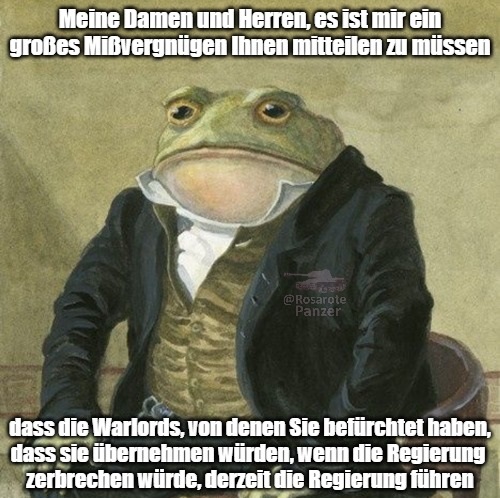 Meine Damen und Herren, es ist mir ein
großes Mißvergnügen Ihnen mitteilen zu müssen
@Rosarote
Panzer
dass die Warlords, von denen Sie befürchtet haben,
dass sie übernehmen würden, wenn die Regierung
zerbrechen würde, derzeit die Regierung führen